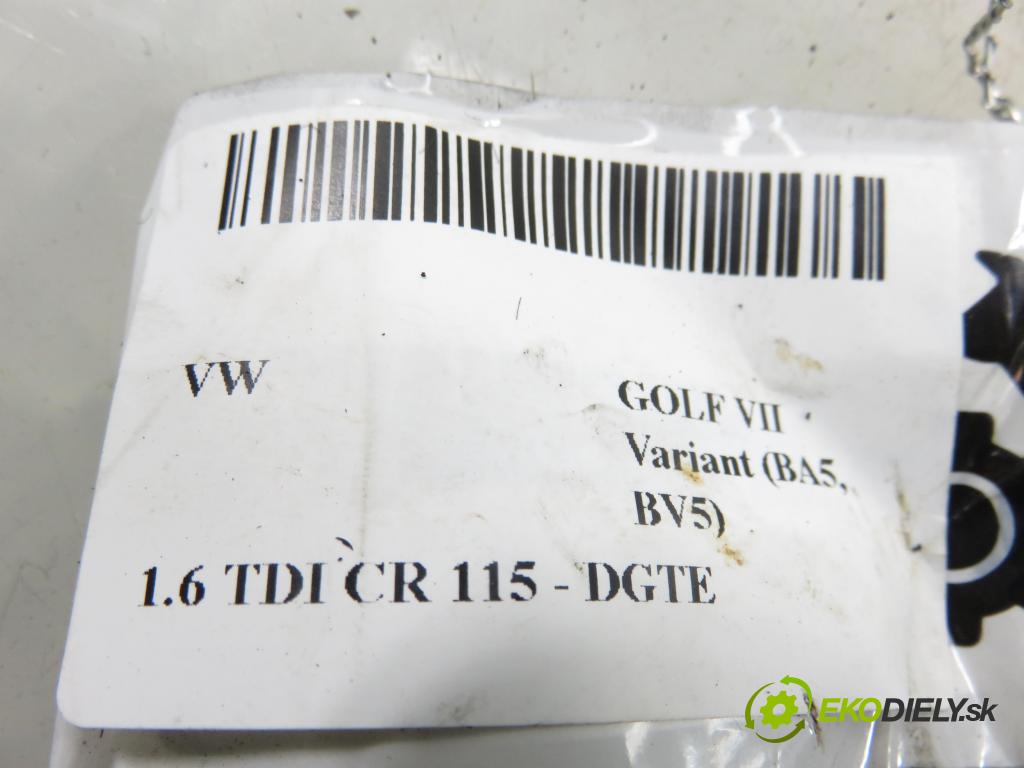 VW
GOLF VII
Variant (BA5,
BV5)
1.6 TDI CR 115 - DGTE
EKODIELY.sk